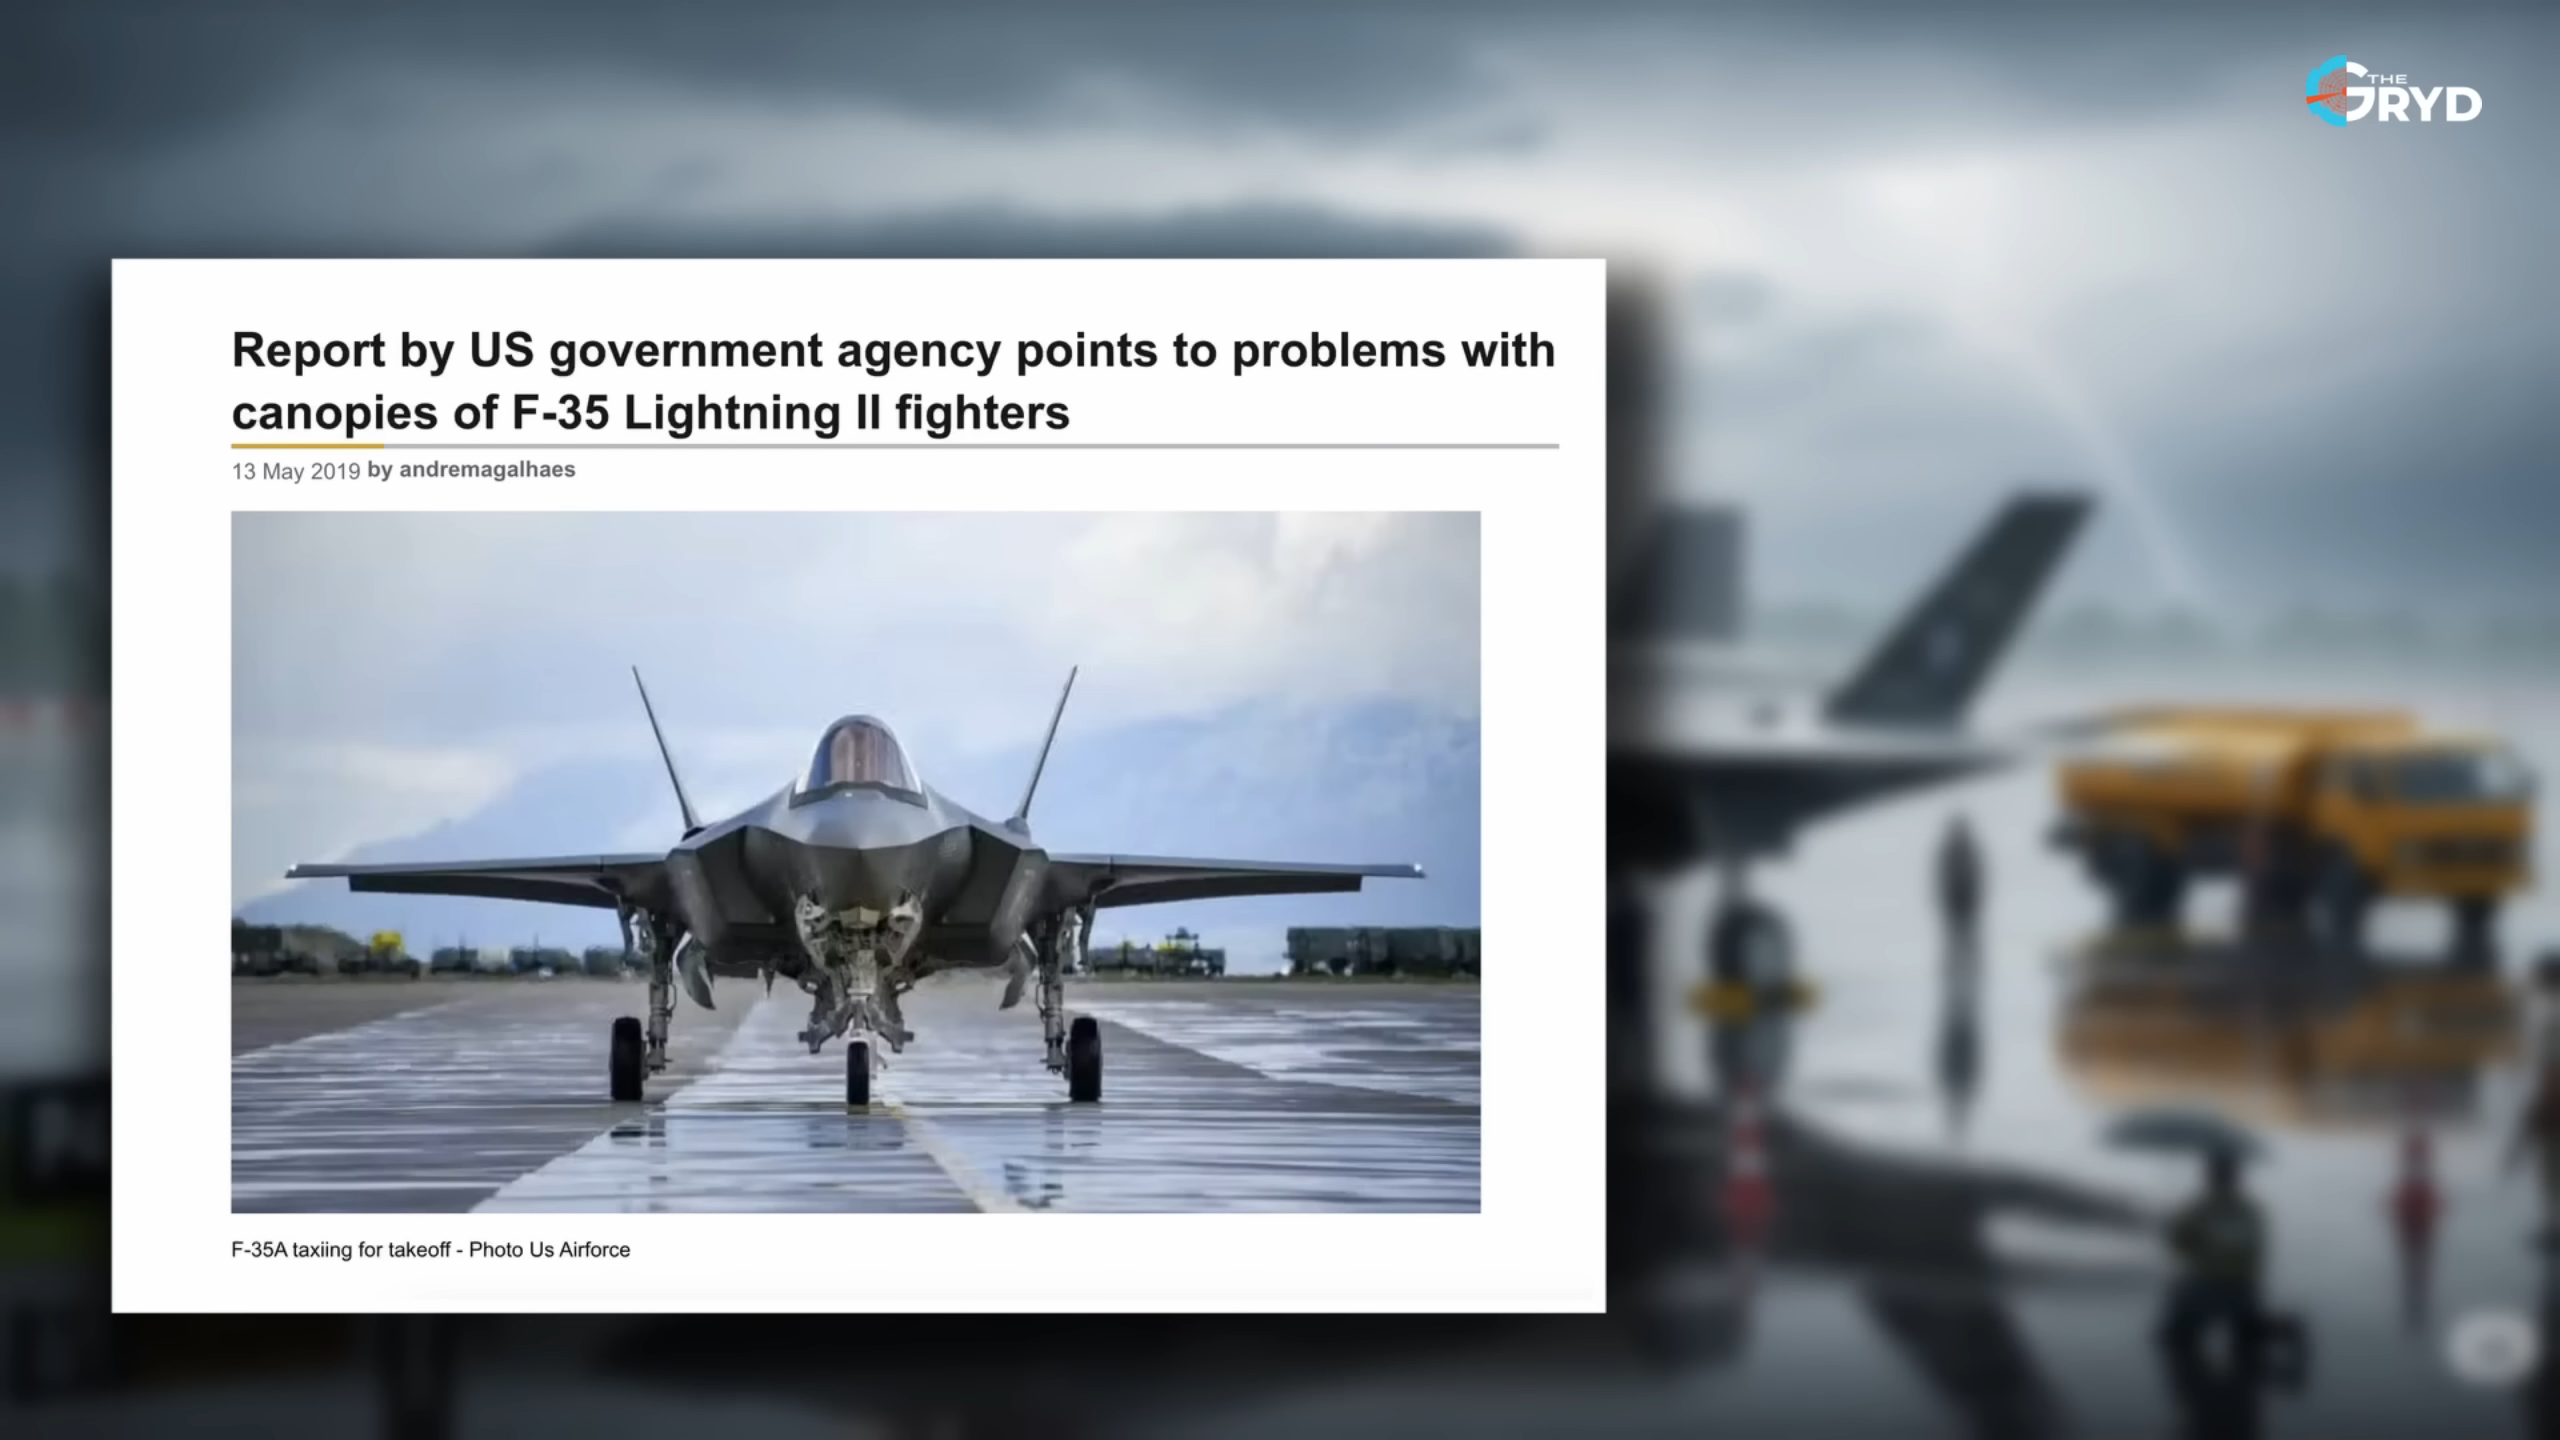 THE
GRYD
Report by US government agency points to problems with
canopies of F-35 Lightning II fighters
13 May 2019 by andremagalhaes
F-35A taxiing for takeoff - Photo Us Airforce